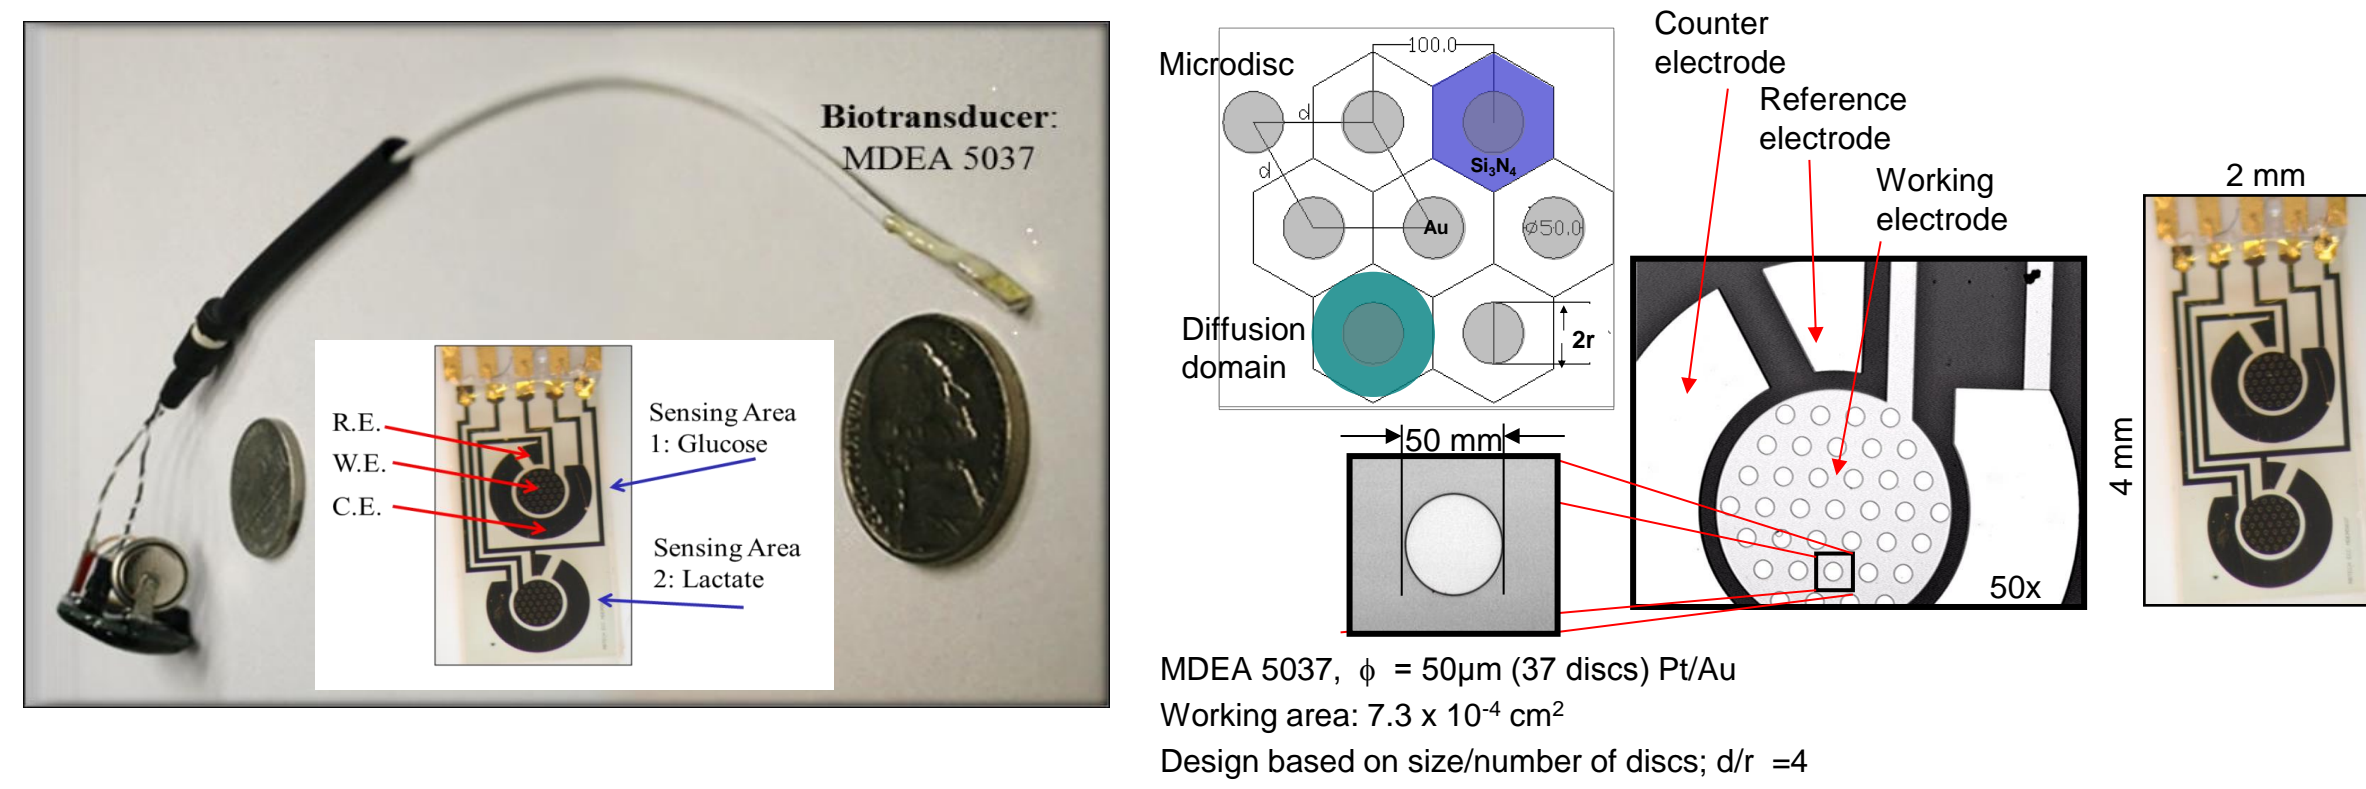 Biotransducer:
MDEA 5037
R.E.
W.E.
C.E.
Sensing Area
1: Glucose
Sensing Area
2: Lactate
Microdisc
100.0
d
d
Si₃N₄
Au
ø50.0
2r
Diffusion
domain
50 mm
Counter
electrode
Reference
electrode
Working
electrode
50x
2 mm
4 mm
MDEA 5037, ϕ = 50µm (37 discs) Pt/Au
Working area: 7.3 x 10⁻⁴ cm²
Design based on size/number of discs; d/r =4